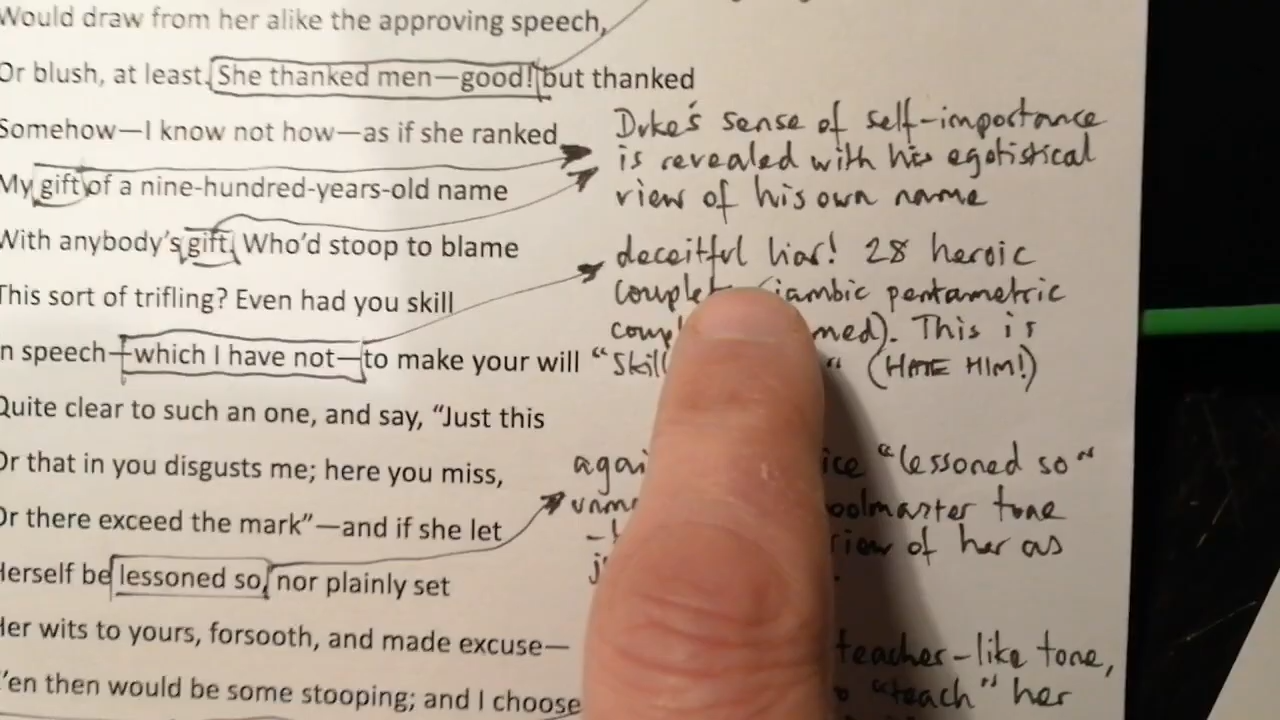 Would draw from her alike the approving speech,
Or blush, at least. She thanked men—good! but thanked
Somehow—I know not how—as if she ranked
My gift of a nine-hundred-years-old name
With anybody's gift. Who'd stoop to blame
This sort of trifling? Even had you skill
n speech—which I have not—to make your will
Quite clear to such an one, and say, “Just this
Or that in you disgusts me; here you miss,
Or there exceed the mark”—and if she let
Herself be lessoned so, nor plainly set
Her wits to yours, forsooth, and made excuse—
'en then would be some stooping; and I choose
Duke's sense of self-importance
is revealed with his egotistical
view of his own name
deceitful liar! 28 heroic
iambic pentametric
med). This is
“Skill “ (HATE HIM!)
agai ice “lessoned so”
oolmaster tone
view of her as
teacher-like tone,
“teach” her